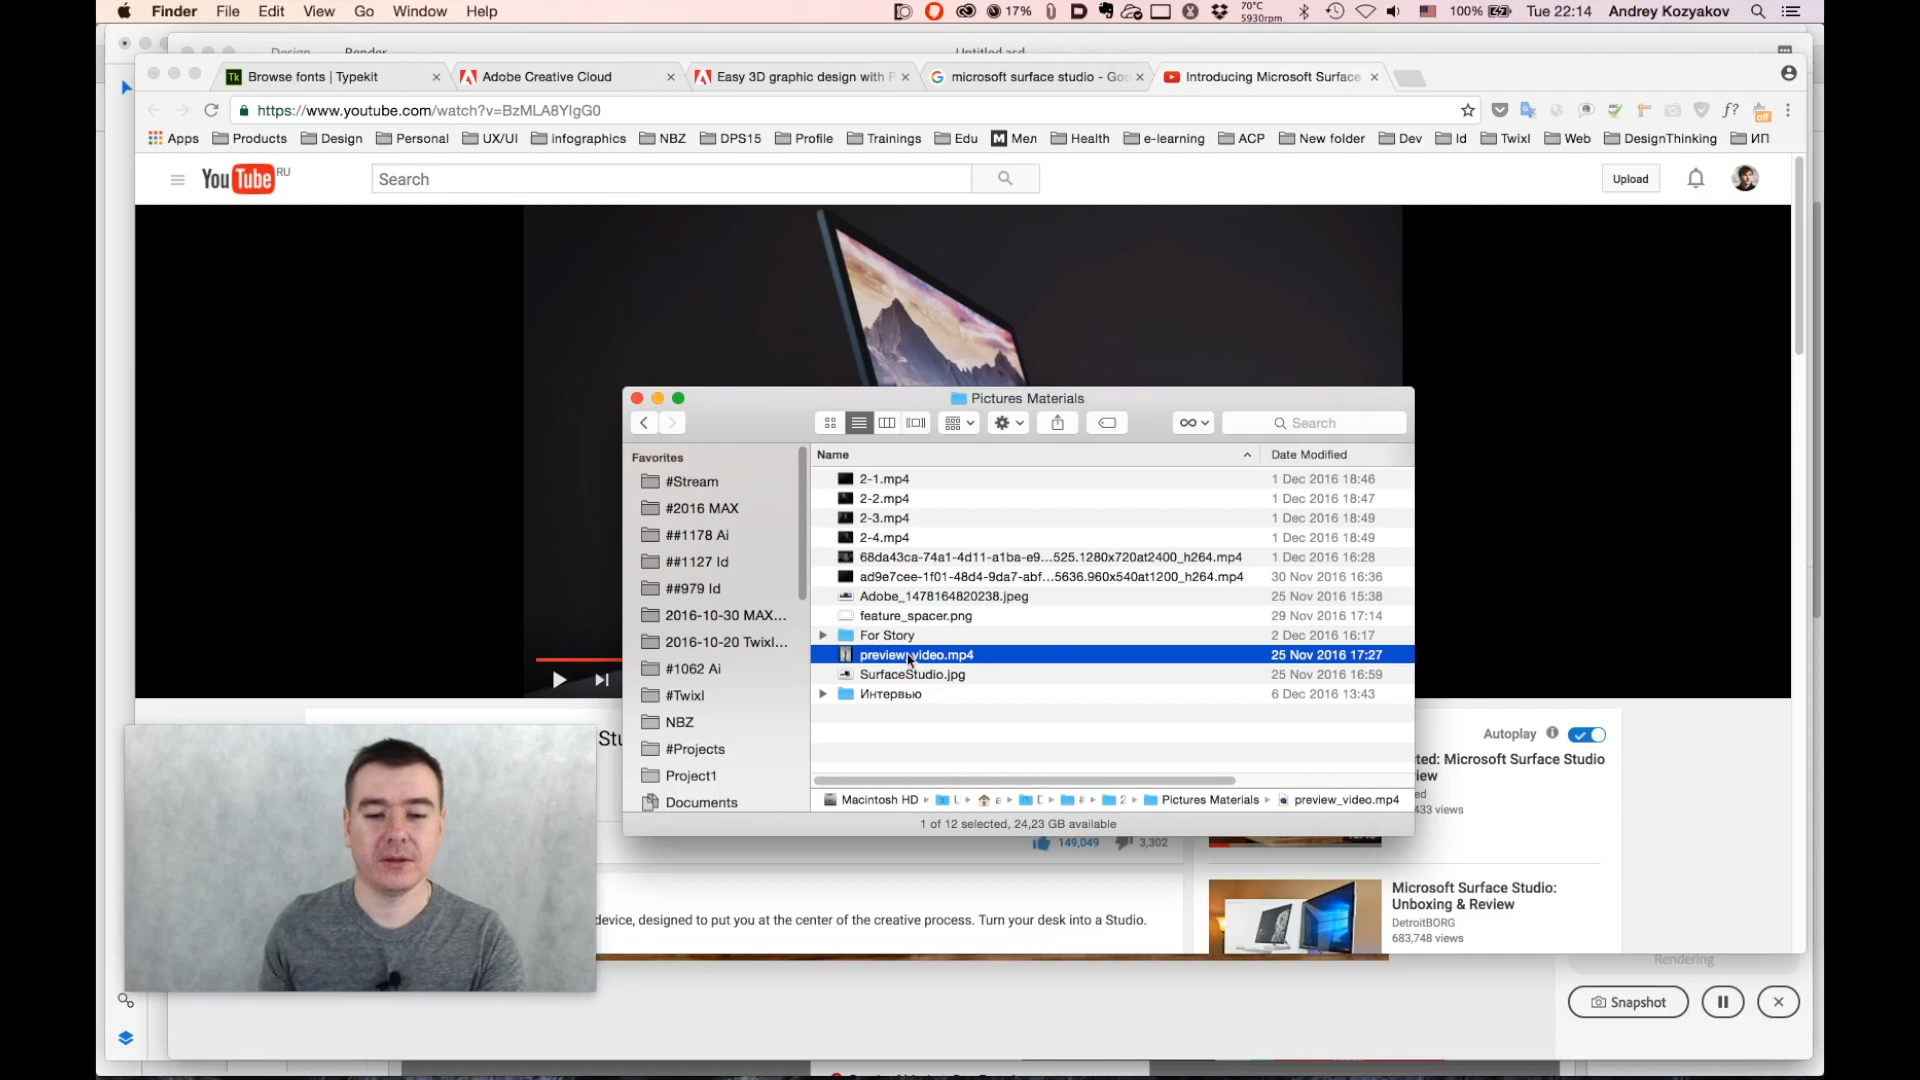 Finder File Edit View Go Window Help
17% 70°C 5930rpm 100% Tue 22:14 Andrey Kozyakov
Design Render Untitled.asd
Browse fonts | Typekit
Adobe Creative Cloud
Easy 3D graphic design with F
microsoft surface studio - Goo
Introducing Microsoft Surface
https://www.youtube.com/watch?v=BzMLA8YlgG0
off
Apps Products Design Personal UX/UI infographics NBZ DPS15 Profile Trainings Edu Мел Health e-learning ACP New folder Dev Id Twixl Web DesignThinking ИП
YouTube RU
Search
Upload
Pictures Materials
Search
Favorites
#Stream
#2016 MAX
##1178 Ai
##1127 Id
##979 Id
2016-10-30 MAX...
2016-10-20 Twixl...
#1062 Ai
#Twixl
NBZ
#Projects
Project1
Documents
Name Date Modified
2-1.mp4 1 Dec 2016 18:46
2-2.mp4 1 Dec 2016 18:47
2-3.mp4 1 Dec 2016 18:49
2-4.mp4 1 Dec 2016 18:49
68da43ca-74a1-4d11-a1ba-e9...525.1280x720at2400_h264.mp4 1 Dec 2016 16:28
ad9e7cee-1f01-48d4-9da7-abf...5636.960x540at1200_h264.mp4 30 Nov 2016 16:36
Adobe_1478164820238.jpeg 25 Nov 2016 15:38
feature_spacer.png 29 Nov 2016 17:14
For Story 2 Dec 2016 16:17
preview_video.mp4 25 Nov 2016 17:27
SurfaceStudio.jpg 25 Nov 2016 16:59
Интервью 6 Dec 2016 13:43
Macintosh HD Pictures Materials preview_video.mp4
1 of 12 selected, 24,23 GB available
Autoplay
ted: Microsoft Surface Studio
iew
ed
433 views
149,049 3,302
device, designed to put you at the center of the creative process. Turn your desk into a Studio.
Microsoft Surface Studio:
Unboxing & Review
DetroitBORG
683,748 views
Rendering
Snapshot